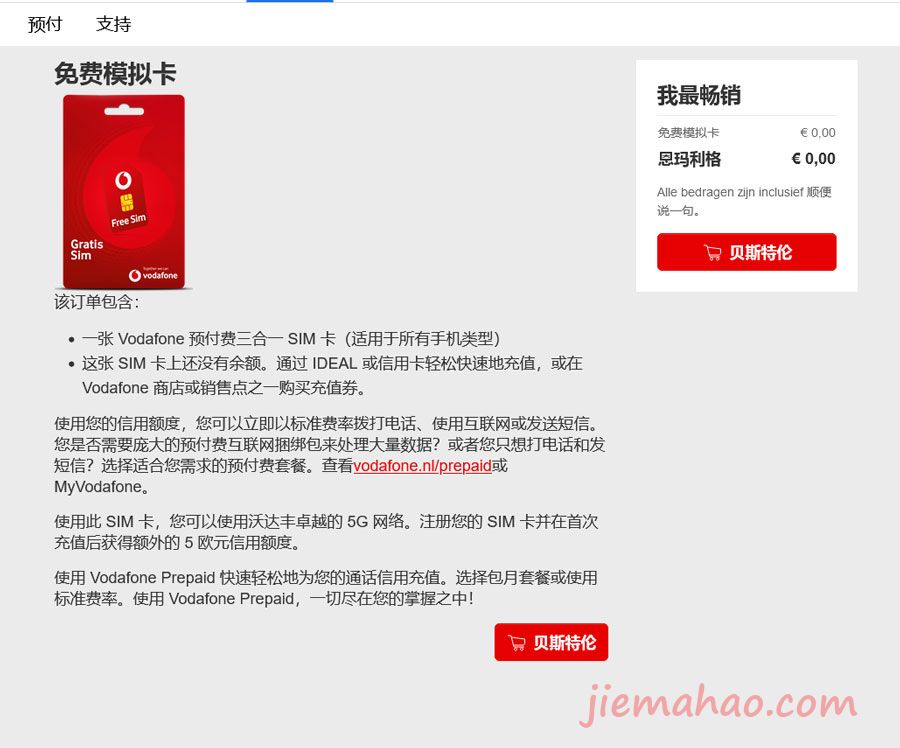 预付 支持
免费模拟卡
Free Sim
Gratis
Sim
Together we can
vodafone
该订单包含：
一张 Vodafone 预付费三合一 SIM 卡（适用于所有手机类型）
这张 SIM 卡上还没有余额。通过 IDEAL 或信用卡轻松快速地充值，或在
Vodafone 商店或销售点之一购买充值券。
使用您的信用额度，您可以立即以标准费率拨打电话、使用互联网或发送短信。
您是否需要庞大的预付费互联网捆绑包来处理大量数据？或者您只想打电话和发
短信？选择适合您需求的预付费套餐。查看vodafone.nl/prepaid或
MyVodafone。
使用此 SIM 卡，您可以使用沃达丰卓越的 5G 网络。注册您的 SIM 卡并在首次
充值后获得额外的 5 欧元信用额度。
使用 Vodafone Prepaid 快速轻松地为您的通话信用充值。选择包月套餐或使用
标准费率。使用 Vodafone Prepaid，一切尽在您的掌握之中！
贝斯特伦
我最畅销
免费模拟卡 € 0,00
恩玛利格 € 0,00
Alle bedragen zijn inclusief 顺便
说一句。
贝斯特伦
jiemahao.com